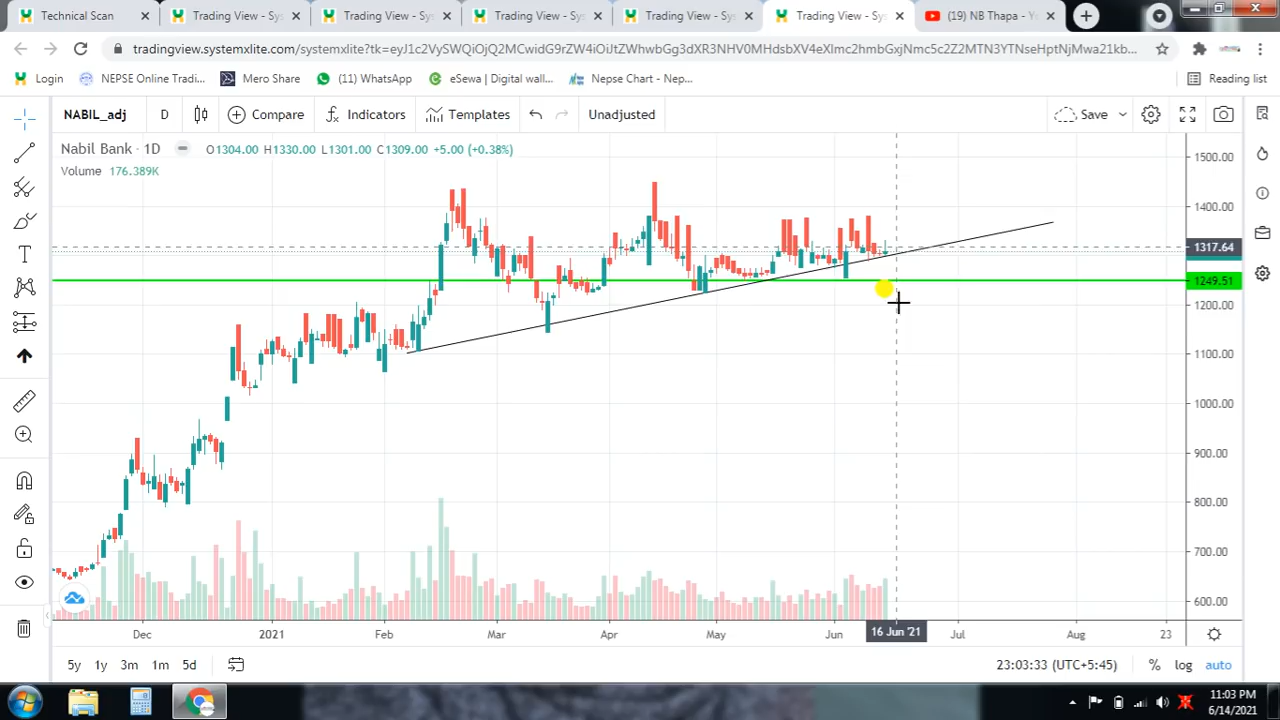 Technical Scan
Trading View - Sys
Trading View - Sys
Trading view - Sys
Trading View - Sys
Trading View - Sys
(19) NB Thapa - Yo
tradingview.systemxlite.com/systemxlite?tk=
Login
NEPSE Online Tradi...
Mero Share
(11) WhatsApp
eSewa | Digital wall...
Nepse Chart - Nep...
Reading list
NABIL_adj
D
Compare
Indicators
Templates
Unadjusted
Save
Nabil Bank · 1D
O1304.00 H1330.00 L1301.00 C1309.00 +5.00 (+0.38%)
Volume 176.389K
1500.00
1400.00
1317.64
1249.51
1200.00
1100.00
1000.00
900.00
800.00
700.00
600.00
Dec
2021
Feb
Mar
Apr
May
Jun
16 Jun '21
Jul
Aug
23
5y
1y
3m
1m
5d
23:03:33 (UTC+5:45)
%
log
auto
11:03 PM
6/14/2021